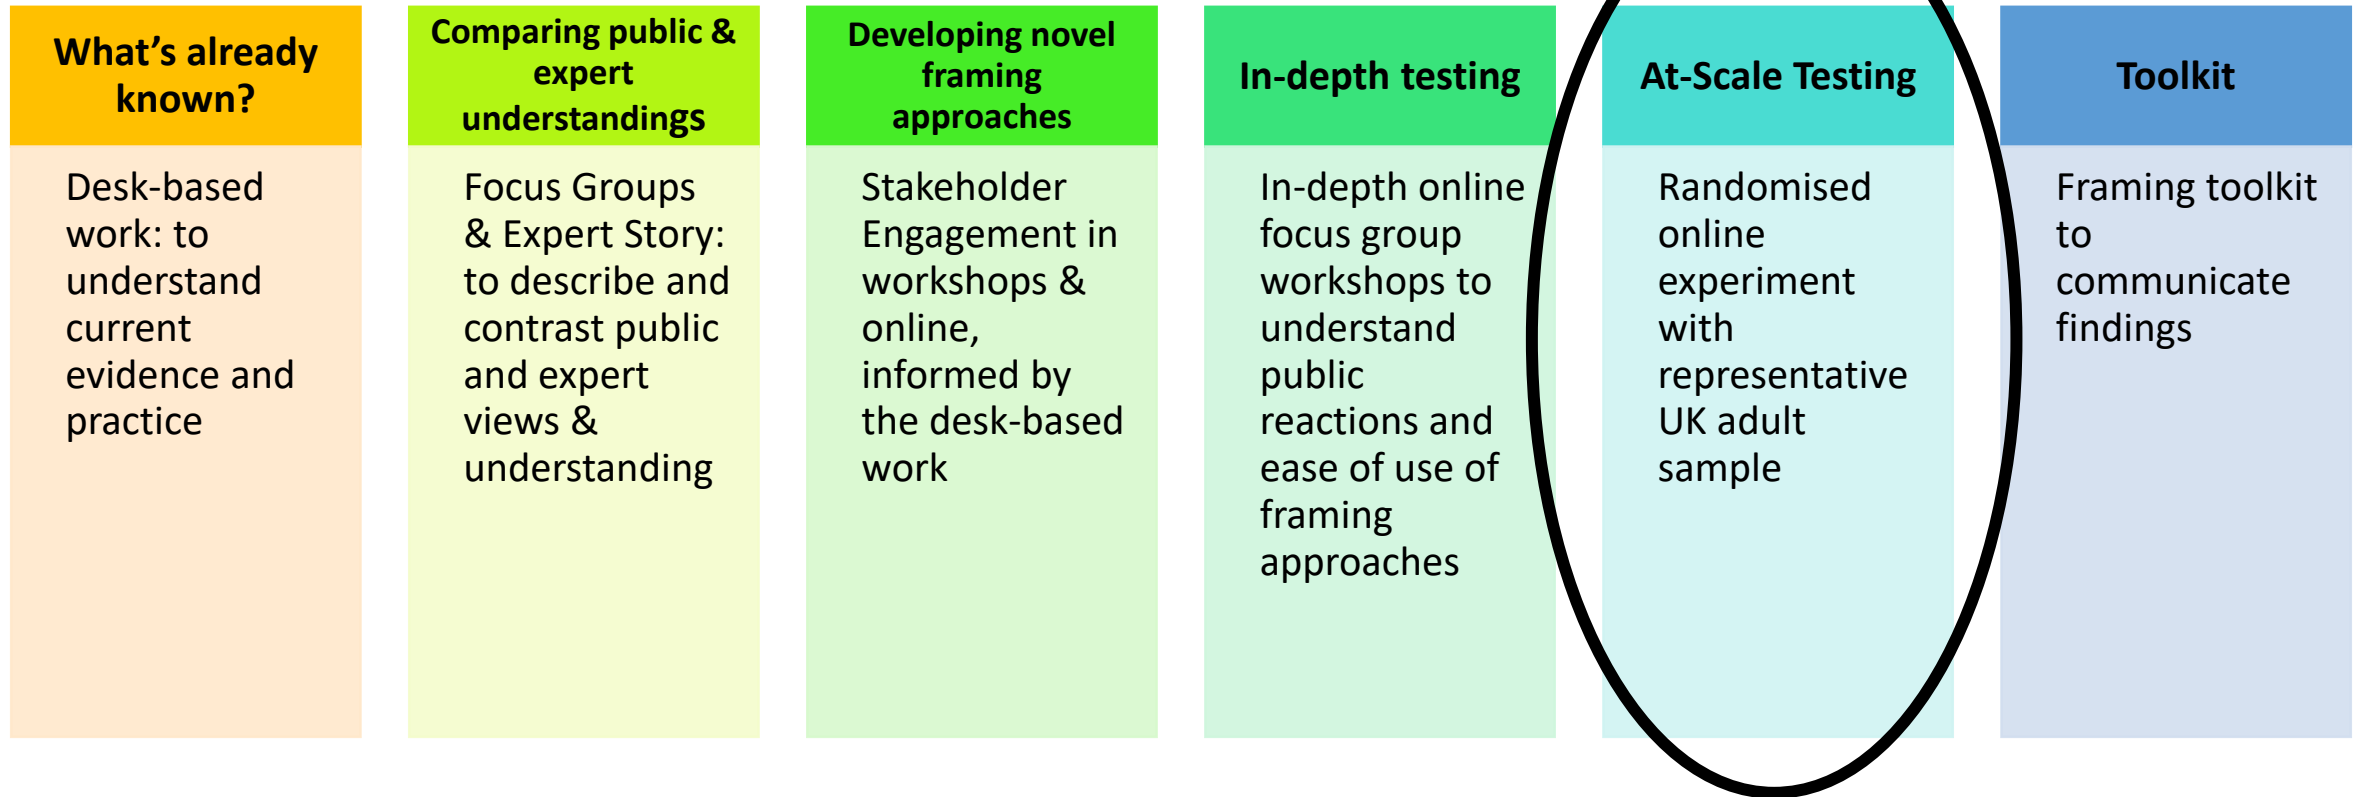 What’s already
known?
Desk-based
work: to
understand
current
evidence and
practice
Comparing public &
expert
understandings
Focus Groups
& Expert Story:
to describe and
contrast public
and expert
views &
understanding
Developing novel
framing
approaches
Stakeholder
Engagement in
workshops &
online,
informed by
the desk-based
work
In-depth testing
In-depth online
focus group
workshops to
understand
public
reactions and
ease of use of
framing
approaches
At-Scale Testing
Randomised
online
experiment
with
representative
UK adult
sample
Toolkit
Framing toolkit
to
communicate
findings